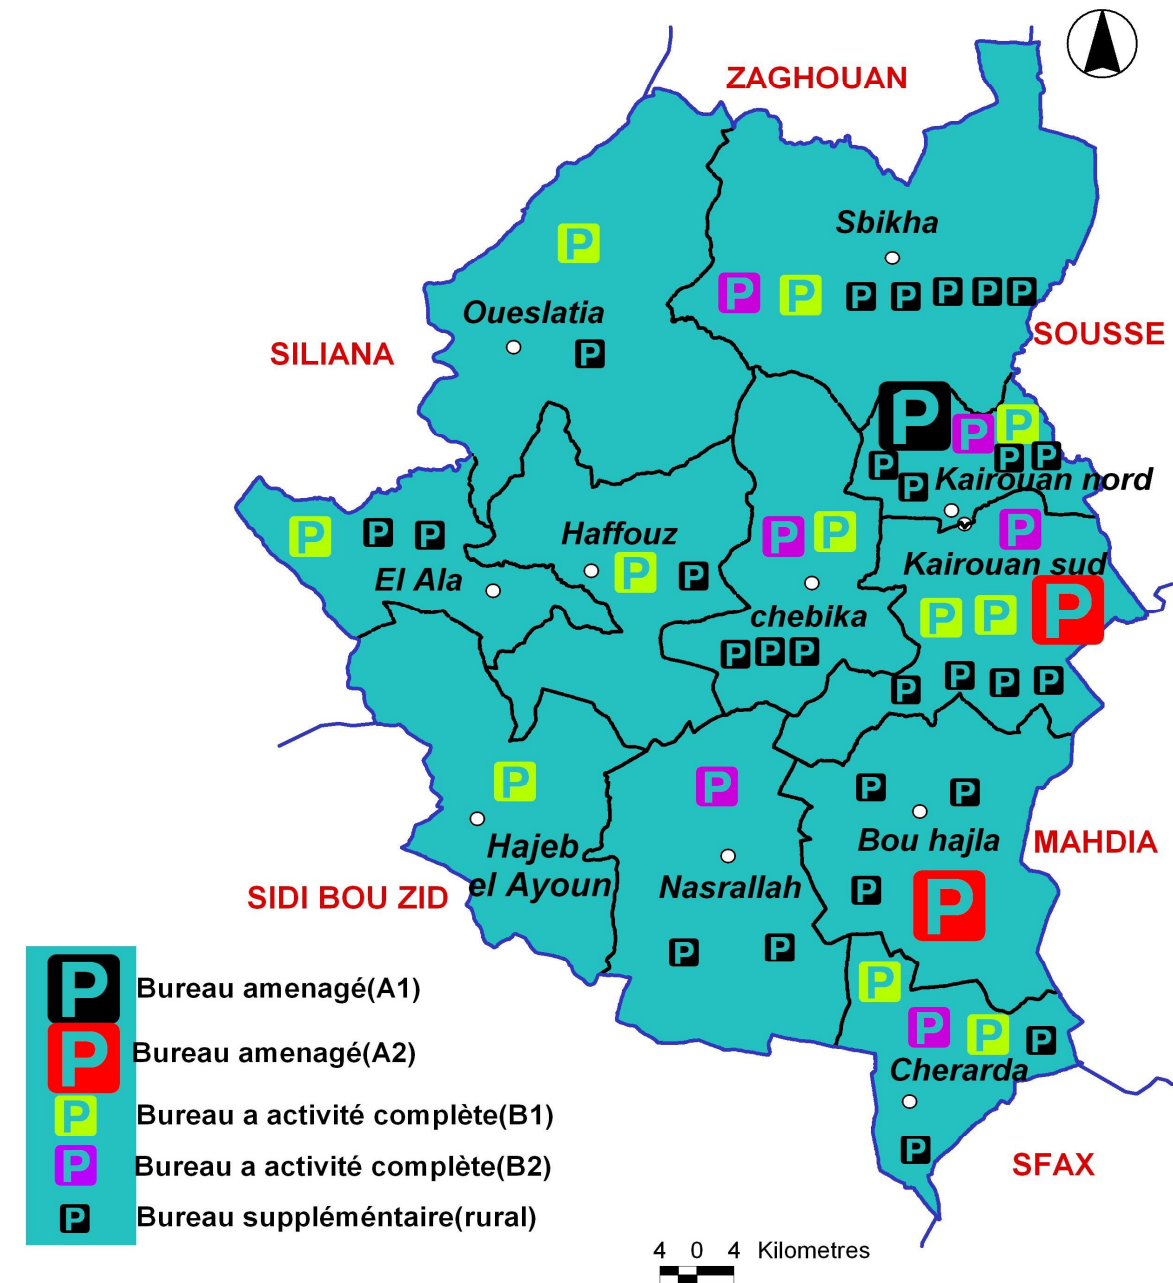 ZAGHOUAN
Sbikha
P
P P P P P P P
Oueslatia
SOUSSE
SILIANA
P
P P P
P P P P
Kairouan nord
P P P
P P P
Haffouz
P P
El Ala
P
Kairouan sud
P P P
chebika
P P P
P P P P
P
P
P P
Bou hajla
MAHDIA
Hajeb
el Ayoun
Nasrallah
P P
SIDI BOU ZID
P P
P
P P P
Cherarda
P
SFAX
P Bureau amenagé(A1)
P Bureau amenagé(A2)
P Bureau a activité complète(B1)
P Bureau a activité complète(B2)
P Bureau suppléméntaire(rural)
4 0 4 Kilometres